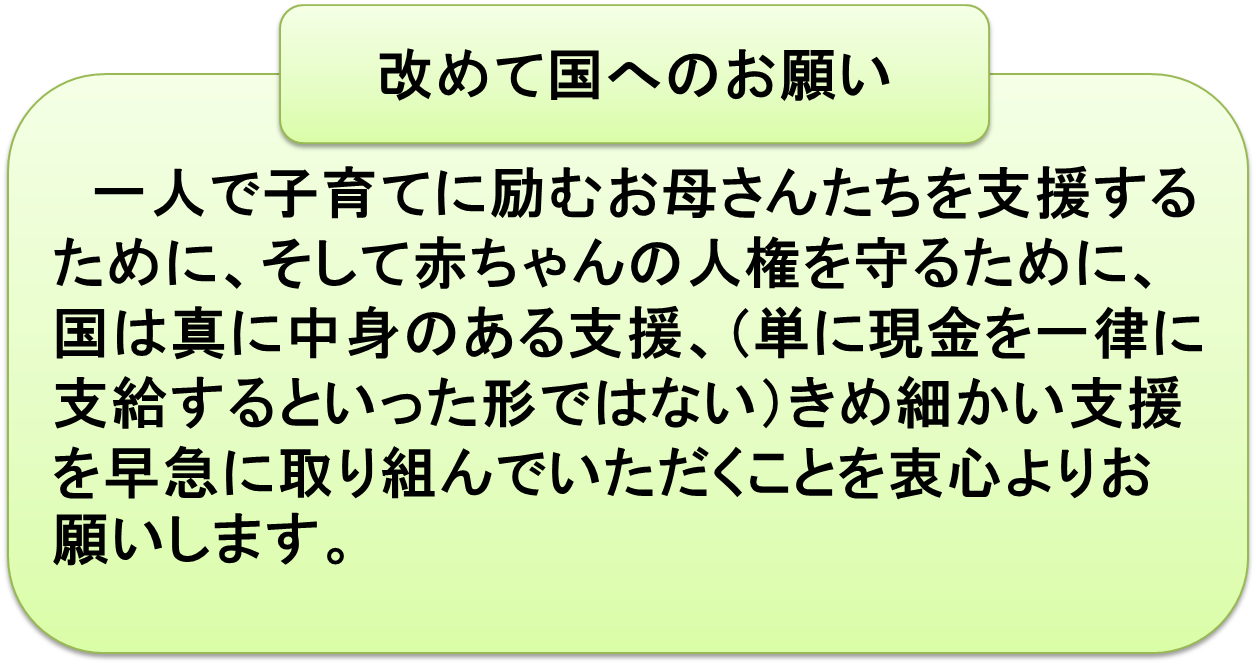 改めて国へのお願い
　一人で子育てに励むお母さんたちを支援する
ために、そして赤ちゃんの人権を守るために、
国は真に中身のある支援、（単に現金を一律に
支給するといった形ではない）きめ細かい支援
を早急に取り組んでいただくことを衷心よりお
願いします。